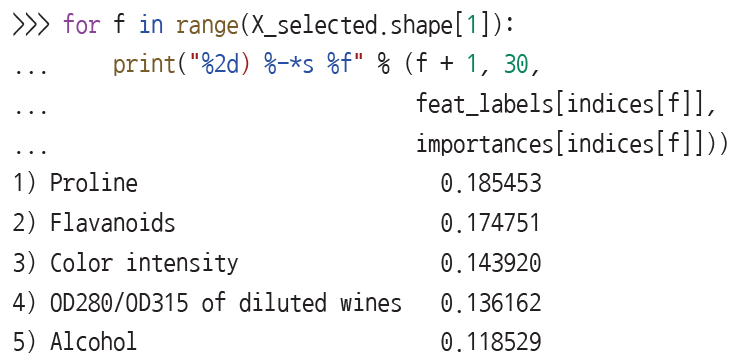 >>> for f in range(X_selected.shape[1]):
...     print("%2d) %-*s %f" % (f + 1, 30,
...                             feat_labels[indices[f]],
...                             importances[indices[f]]))
1) Proline                        0.185453
2) Flavanoids                     0.174751
3) Color intensity                0.143920
4) OD280/OD315 of diluted wines   0.136162
5) Alcohol                        0.118529